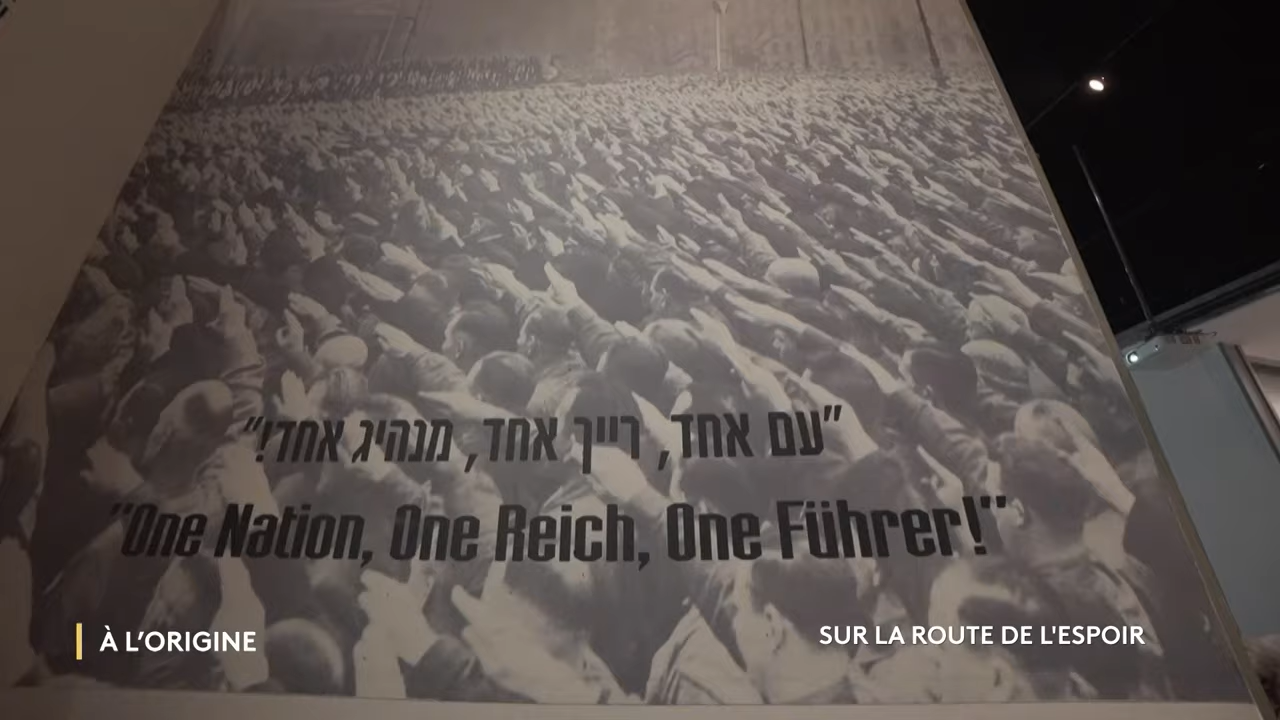 "עם אחד, רייך אחד, מנהיג אחד!"
"One Nation, One Reich, One Führer!"
À L'ORIGINE
SUR LA ROUTE DE L'ESPOIR